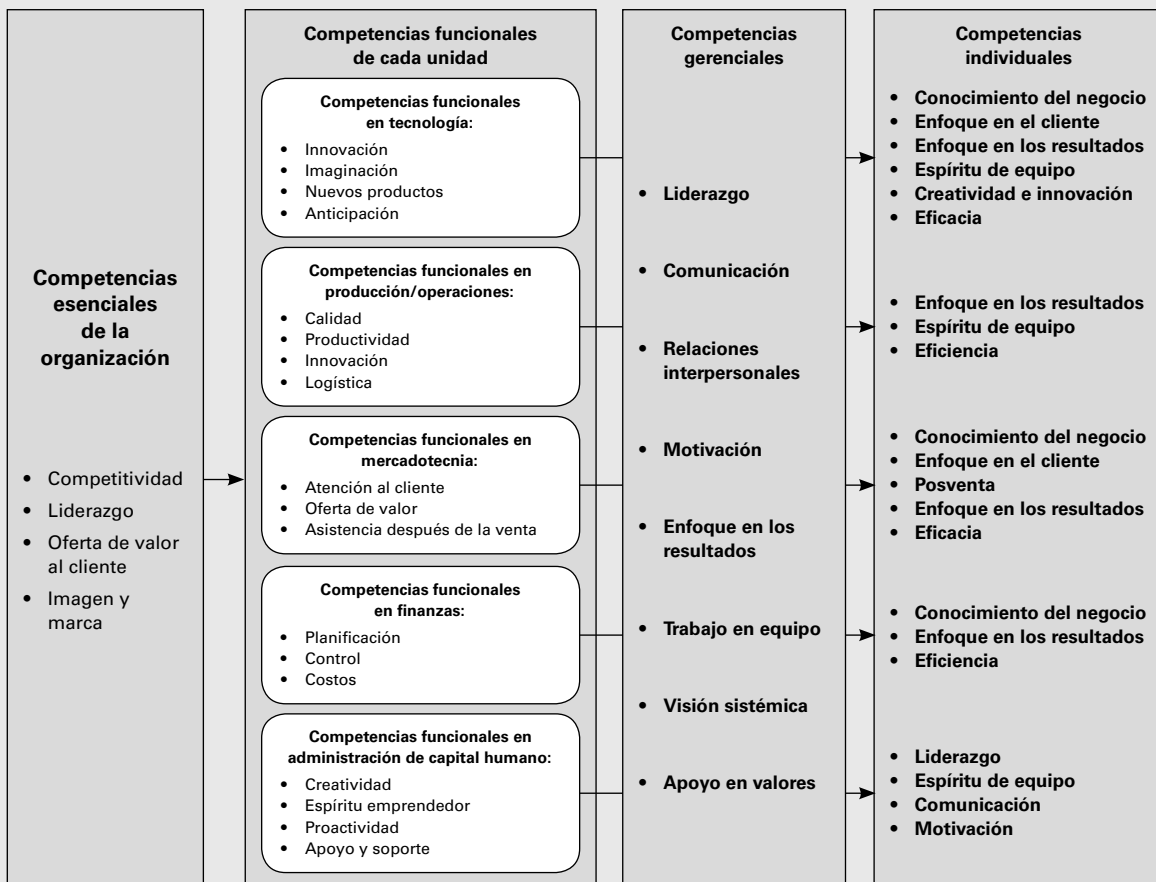 Competencias
esenciales
de la
organización
• Competitividad
• Liderazgo
• Oferta de valor
al cliente
• Imagen y
marca
Competencias funcionales
de cada unidad
Competencias funcionales
en tecnología:
• Innovación
• Imaginación
• Nuevos productos
• Anticipación
Competencias funcionales en
producción/operaciones:
• Calidad
• Productividad
• Innovación
• Logística
Competencias funcionales en
mercadotecnia:
• Atención al cliente
• Oferta de valor
• Asistencia después de la venta
Competencias funcionales
en finanzas:
• Planificación
• Control
• Costos
Competencias funcionales en
administración de capital humano:
• Creatividad
• Espíritu emprendedor
• Proactividad
• Apoyo y soporte
Competencias
gerenciales
• Liderazgo
• Comunicación
• Relaciones
interpersonales
• Motivación
• Enfoque en los
resultados
• Trabajo en equipo
• Visión sistémica
• Apoyo en valores
Competencias
individuales
• Conocimiento del negocio
• Enfoque en el cliente
• Enfoque en los resultados
• Espíritu de equipo
• Creatividad e innovación
• Eficacia
• Enfoque en los resultados
• Espíritu de equipo
• Eficiencia
• Conocimiento del negocio
• Enfoque en el cliente
• Posventa
• Enfoque en los resultados
• Eficacia
• Conocimiento del negocio
• Enfoque en los resultados
• Eficiencia
• Liderazgo
• Espíritu de equipo
• Comunicación
• Motivación